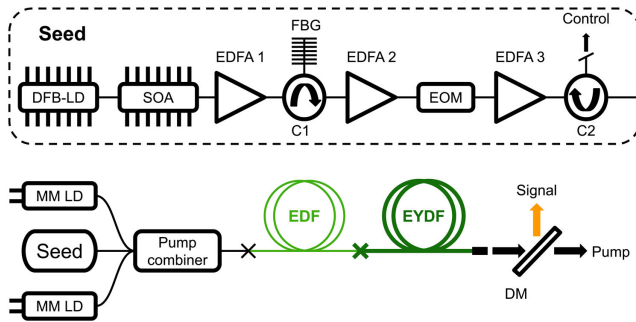 Seed
FBG
Control
EDFA 1
EDFA 2
EDFA 3
DFB-LD
SOA
EOM
C1
C2
MM LD
Seed
MM LD
Pump
combiner
EDF
EYDF
Signal
Pump
DM